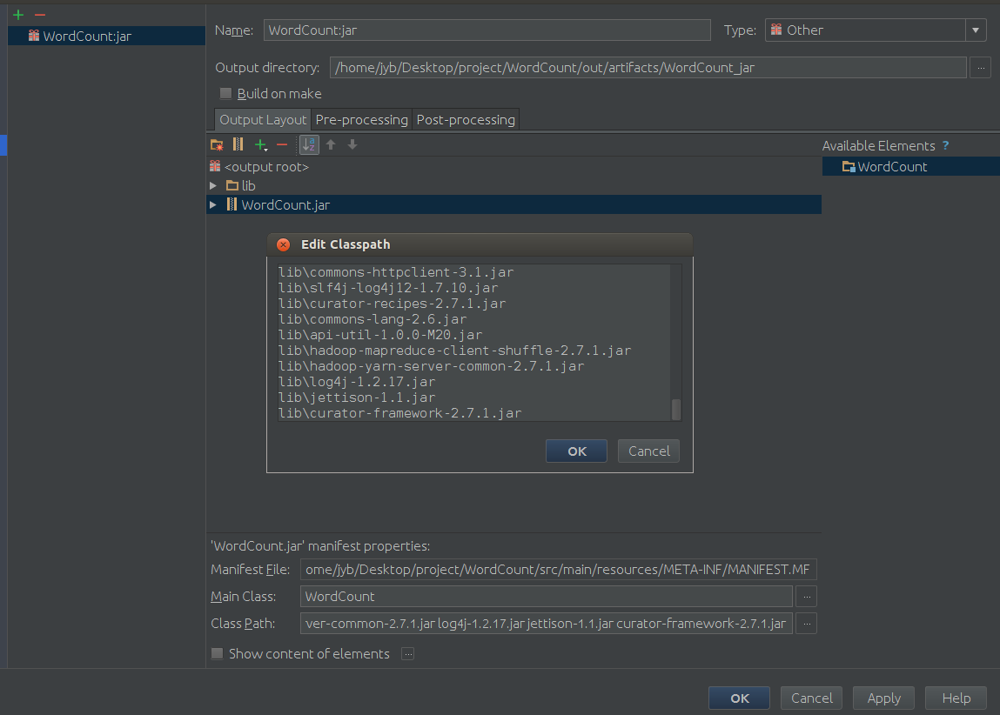 WordCount:jar
Name: WordCount:jar Type: Other
Output directory: /home/jyb/Desktop/project/WordCount/out/artifacts/WordCount_jar ...
Build on make
Output Layout Pre-processing Post-processing
Available Elements ?
<output root> WordCount
lib
WordCount.jar
Edit Classpath
lib\commons-httpclient-3.1.jar
lib\slf4j-log4j12-1.7.10.jar
lib\curator-recipes-2.7.1.jar
lib\commons-lang-2.6.jar
lib\api-util-1.0.0-M20.jar
lib\hadoop-mapreduce-client-shuffle-2.7.1.jar
lib\hadoop-yarn-server-common-2.7.1.jar
lib\log4j-1.2.17.jar
lib\jettison-1.1.jar
lib\curator-framework-2.7.1.jar
OK Cancel
'WordCount.jar' manifest properties:
Manifest File: ome/jyb/Desktop/project/WordCount/src/main/resources/META-INF/MANIFEST.MF
Main Class: WordCount ...
Class Path: ver-common-2.7.1.jar log4j-1.2.17.jar jettison-1.1.jar curator-framework-2.7.1.jar ...
Show content of elements ...
OK Cancel Apply Help